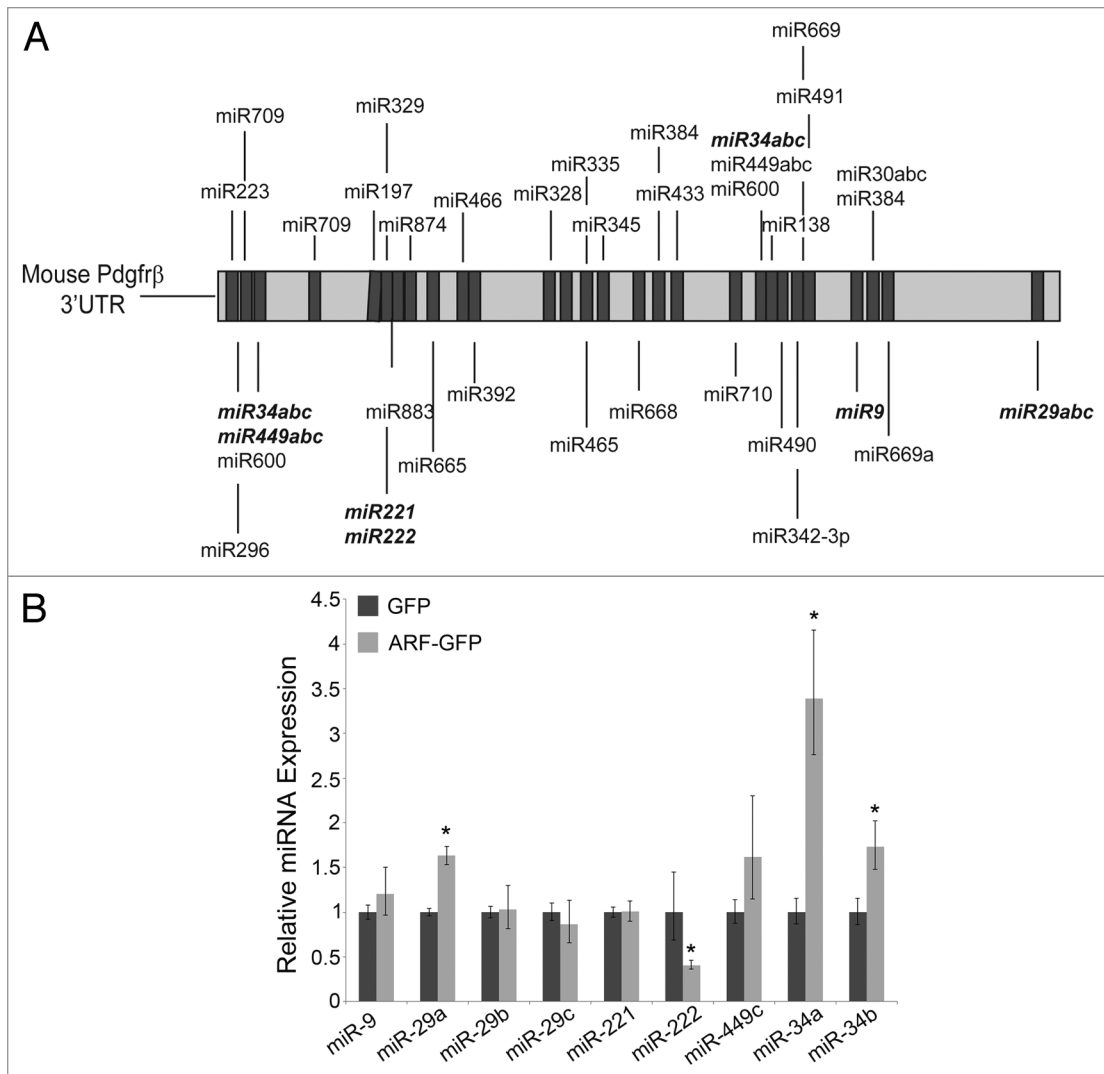 A
miR669
miR491
miR709
miR329
miR384
miR34abc
miR449abc
miR600
miR335
miR30abc
miR384
miR223
miR197
miR466
miR328
miR433
miR709
miR874
miR345
miR138
Mouse Pdgfrβ
3'UTR
miR34abc
miR449abc
miR600
miR296
miR883
miR221
miR222
miR392
miR665
miR465
miR668
miR710
miR490
miR342-3p
miR9
miR669a
miR29abc
B
GFP
ARF-GFP
Relative miRNA Expression
4.5
4
3.5
3
2.5
2
1.5
1
0.5
0
*
*
*
*
miR-9
miR-29a
miR-29b
miR-29c
miR-221
miR-222
miR-449c
miR-34a
miR-34b